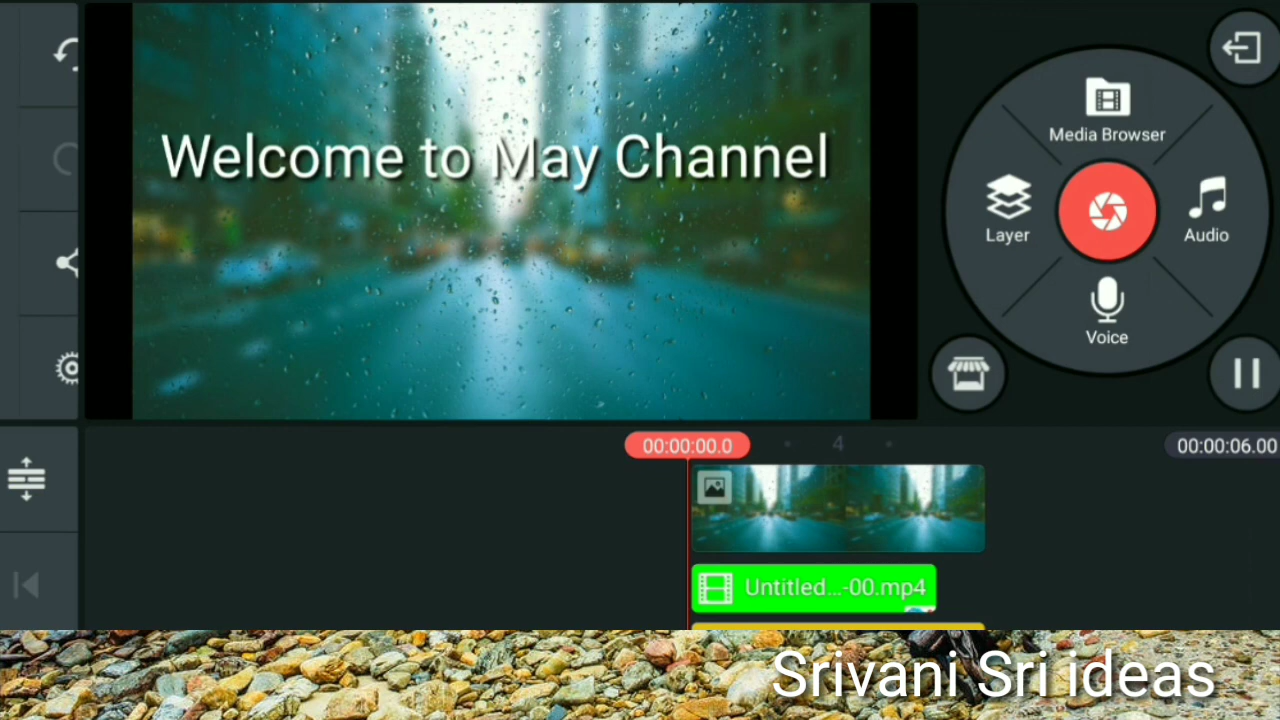 Welcome to May Channel
Media Browser
Layer
Audio
Voice
00:00:00.0
4
00:00:06.00
Untitled...-00.mp4
Srivani Sri ideas